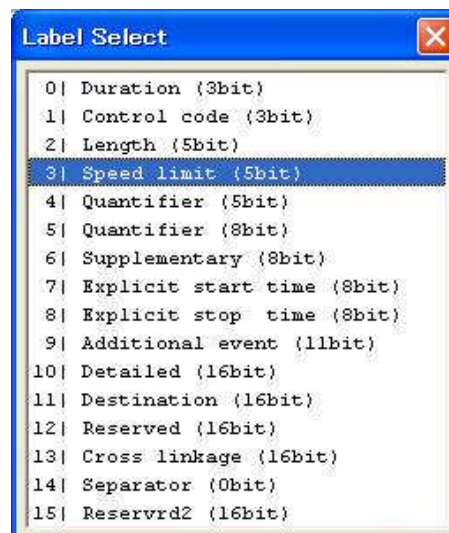 Label Select
0| Duration (3bit)
1| Control code (3bit)
2| Length (5bit)
3| Speed limit (5bit)
4| Quantifier (5bit)
5| Quantifier (8bit)
6| Supplementary (8bit)
7| Explicit start time (8bit)
8| Explicit stop  time (8bit)
9| Additional event (11bit)
10| Detailed (16bit)
11| Destination (16bit)
12| Reserved (16bit)
13| Cross linkage (16bit)
14| Separator (0bit)
15| Reservrd2 (16bit)